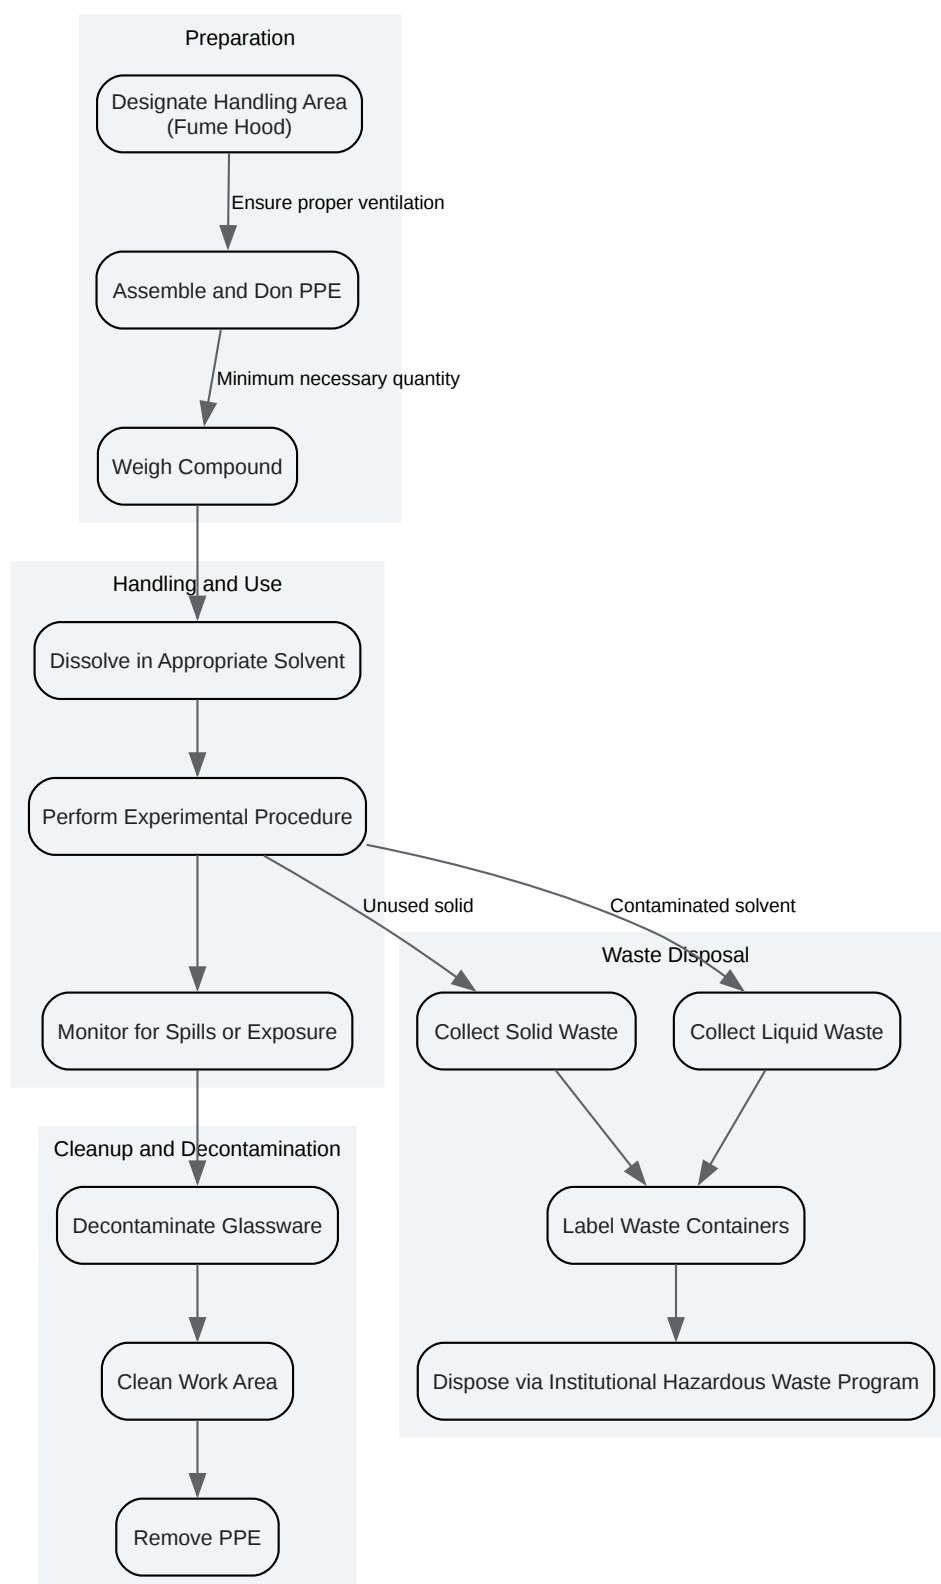 Preparation
Designate Handling Area
(Fume Hood)
Ensure proper ventilation
Assemble and Don PPE
Minimum necessary quantity
Weigh Compound
Handling and Use
Dissolve in Appropriate Solvent
Perform Experimental Procedure
Unused solid
Contaminated solvent
Waste Disposal
Monitor for Spills or Exposure
Collect Solid Waste
Collect Liquid Waste
Cleanup and Decontamination
Decontaminate Glassware
Label Waste Containers
Clean Work Area
Dispose via Institutional Hazardous Waste Program
Remove PPE